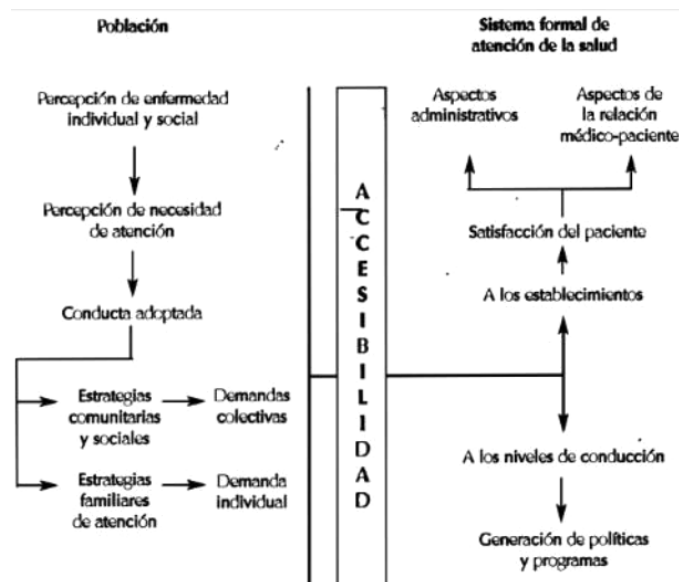 Población
Percepción de enfermedad
individual y social
Percepción de necesidad
de atención
Conducta adoptada
Estrategias
comunitarias
y sociales
Demandas
colectivas
Estrategias
familiares
de atención
Demanda
individual
ACCESIBILIDAD
Sistema formal de
atención de la salud
Aspectos
administrativos
Aspectos de
la relación
médico-paciente
Satisfacción del paciente
A los establecimientos
A los niveles de conducción
Generación de políticas
y programas